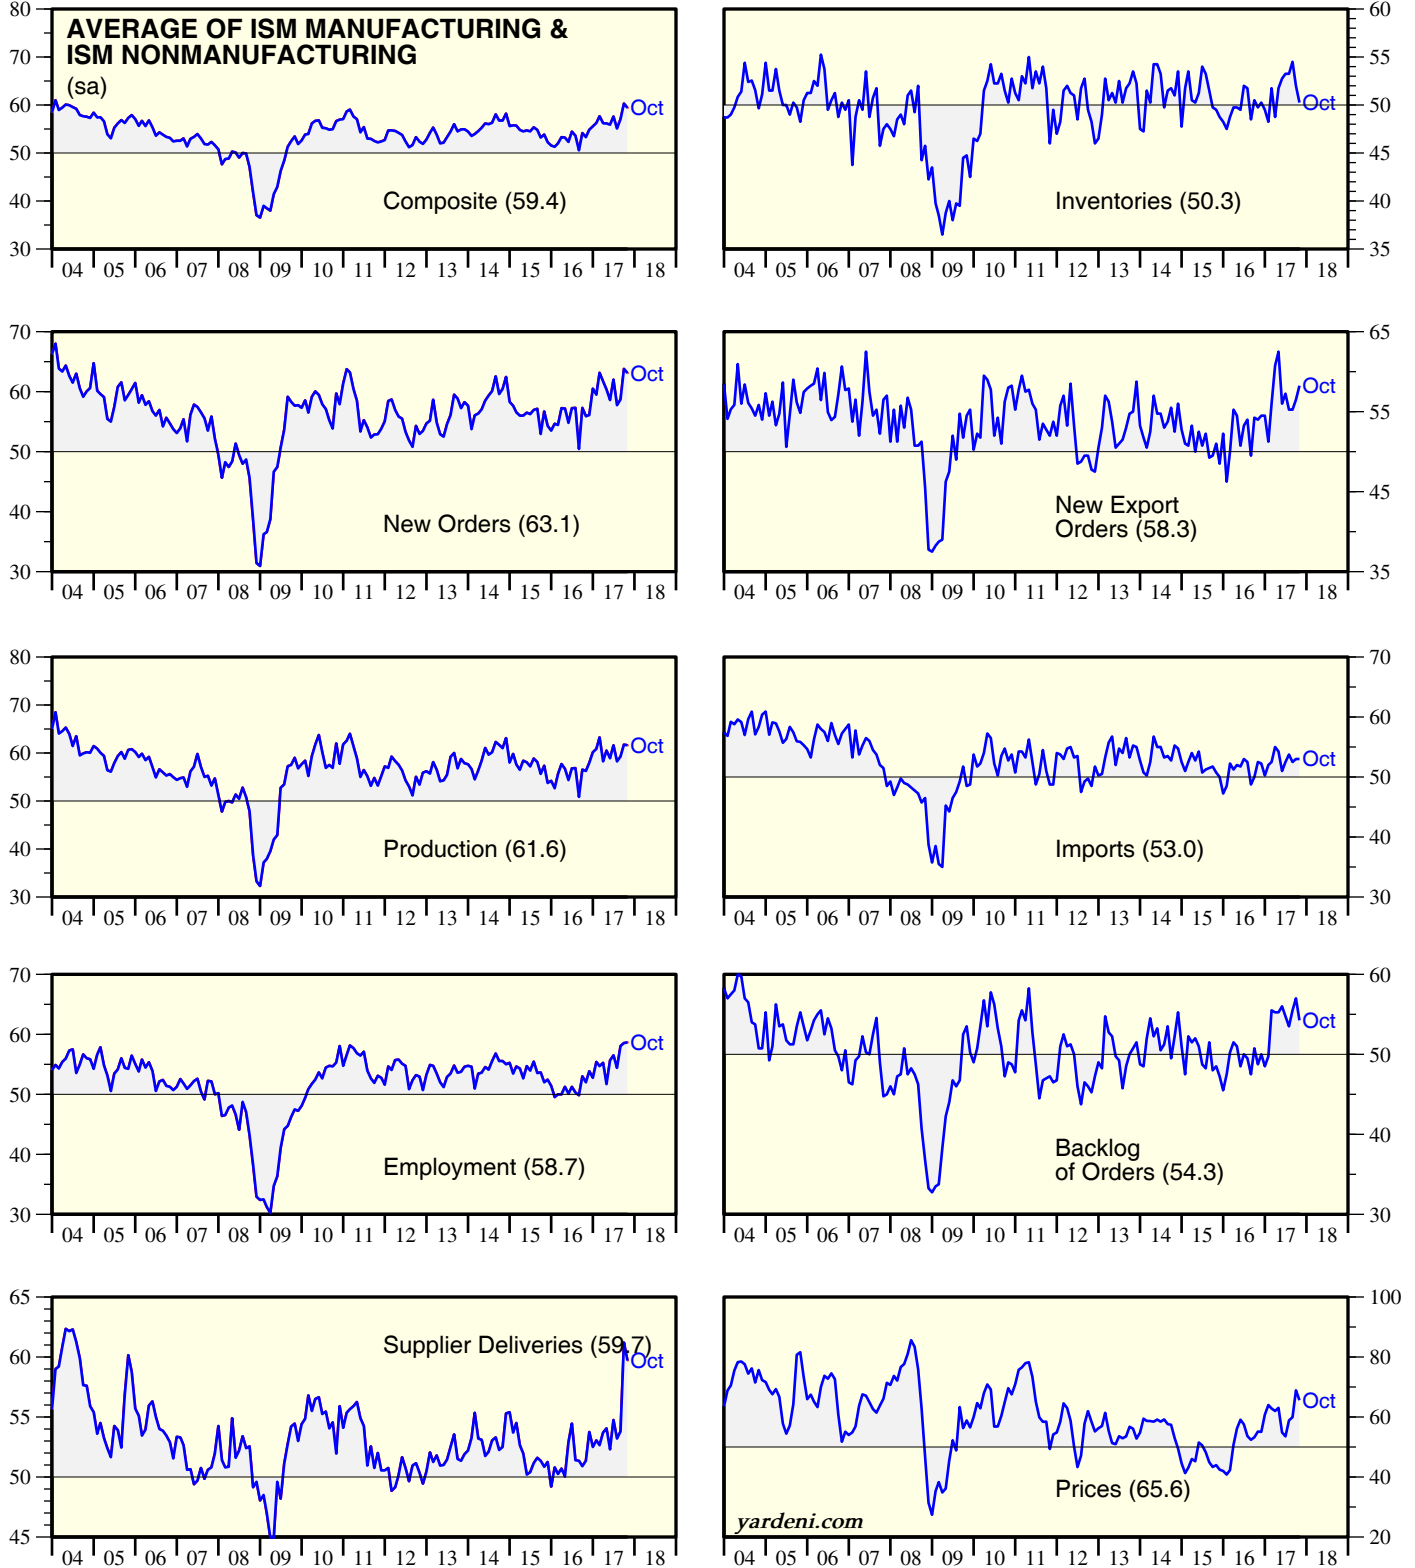 AVERAGE OF ISM MANUFACTURING &
ISM NONMANUFACTURING
(sa)
80
70
60
50
40
30
Oct
Composite (59.4)
04 05 06 07 08 09 10 11 12 13 14 15 16 17 18
60
55
50
45
40
35
Oct
Inventories (50.3)
04 05 06 07 08 09 10 11 12 13 14 15 16 17 18
70
60
50
40
30
Oct
New Orders (63.1)
04 05 06 07 08 09 10 11 12 13 14 15 16 17 18
65
55
45
35
Oct
New Export
Orders (58.3)
04 05 06 07 08 09 10 11 12 13 14 15 16 17 18
80
70
60
50
40
30
Oct
Production (61.6)
04 05 06 07 08 09 10 11 12 13 14 15 16 17 18
70
60
50
40
30
Oct
Imports (53.0)
04 05 06 07 08 09 10 11 12 13 14 15 16 17 18
70
60
50
40
30
Oct
Employment (58.7)
04 05 06 07 08 09 10 11 12 13 14 15 16 17 18
60
50
40
30
Oct
Backlog
of Orders (54.3)
04 05 06 07 08 09 10 11 12 13 14 15 16 17 18
65
60
55
50
45
Supplier Deliveries (59.7)
Oct
04 05 06 07 08 09 10 11 12 13 14 15 16 17 18
100
80
60
40
20
Oct
Prices (65.6)
yardeni.com
04 05 06 07 08 09 10 11 12 13 14 15 16 17 18